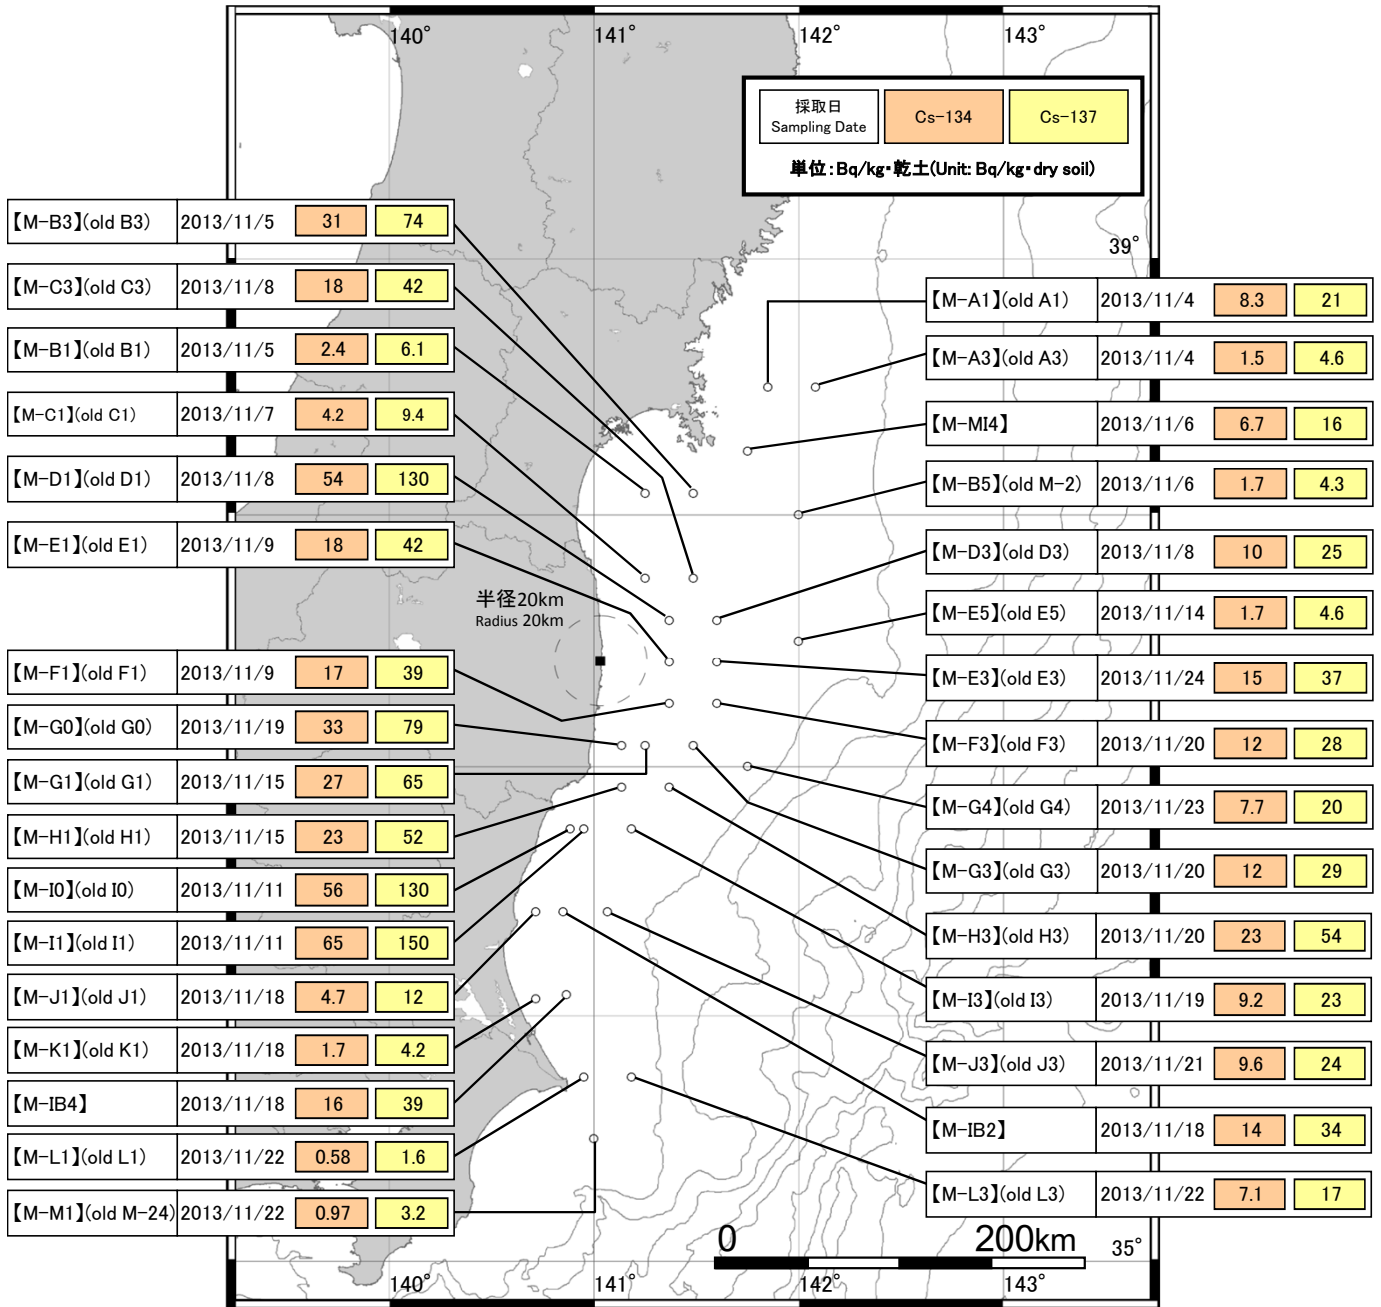 140° 141° 142° 143°
採取日
Sampling Date
Cs-134
Cs-137
単位:Bq/kg・乾土(Unit: Bq/kg・dry soil)
39°
【M-B3】(old B3) 2013/11/5 31 74
【M-C3】(old C3) 2013/11/8 18 42
【M-B1】(old B1) 2013/11/5 2.4 6.1
【M-C1】(old C1) 2013/11/7 4.2 9.4
【M-D1】(old D1) 2013/11/8 54 130
【M-E1】(old E1) 2013/11/9 18 42
半径20km
Radius 20km
【M-F1】(old F1) 2013/11/9 17 39
【M-G0】(old G0) 2013/11/19 33 79
【M-G1】(old G1) 2013/11/15 27 65
【M-H1】(old H1) 2013/11/15 23 52
【M-I0】(old I0) 2013/11/11 56 130
【M-I1】(old I1) 2013/11/11 65 150
【M-J1】(old J1) 2013/11/18 4.7 12
【M-K1】(old K1) 2013/11/18 1.7 4.2
【M-IB4】 2013/11/18 16 39
【M-L1】(old L1) 2013/11/22 0.58 1.6
【M-M1】(old M-24) 2013/11/22 0.97 3.2
【M-A1】(old A1) 2013/11/4 8.3 21
【M-A3】(old A3) 2013/11/4 1.5 4.6
【M-MI4】 2013/11/6 6.7 16
【M-B5】(old M-2) 2013/11/6 1.7 4.3
【M-D3】(old D3) 2013/11/8 10 25
【M-E5】(old E5) 2013/11/14 1.7 4.6
【M-E3】(old E3) 2013/11/24 15 37
【M-F3】(old F3) 2013/11/20 12 28
【M-G4】(old G4) 2013/11/23 7.7 20
【M-G3】(old G3) 2013/11/20 12 29
【M-H3】(old H3) 2013/11/20 23 54
【M-I3】(old I3) 2013/11/19 9.2 23
【M-J3】(old J3) 2013/11/21 9.6 24
【M-IB2】 2013/11/18 14 34
【M-L3】(old L3) 2013/11/22 7.1 17
0 200km
35°
140° 141° 142° 143°